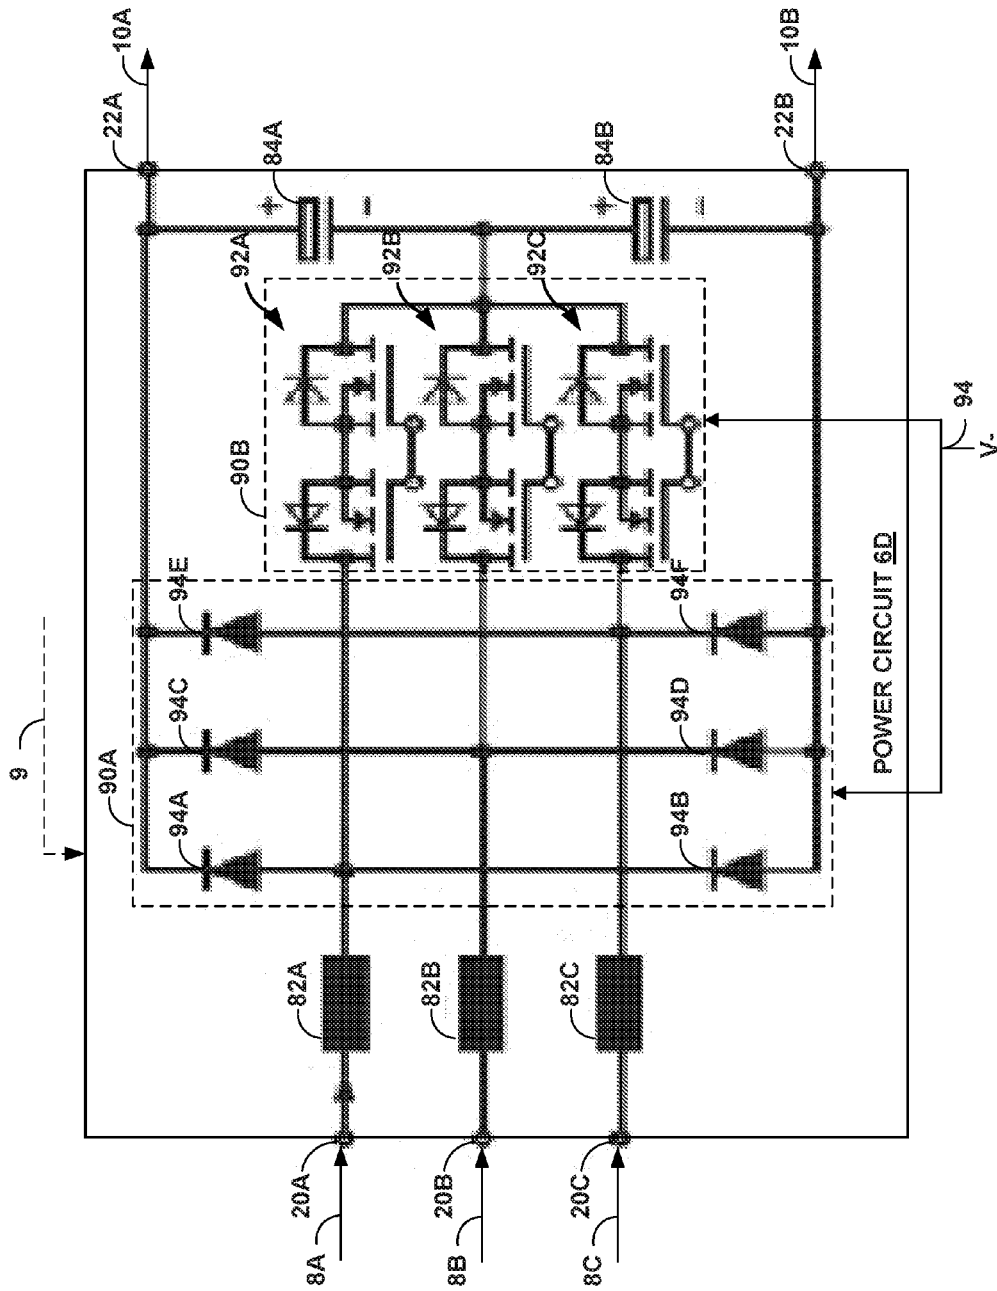 10A
10B
22A
22B
84A
84B
+
-
+
-
92A
92B
92C
90B
94
V-
94E
94F
94C
94D
94A
94B
90A
9
POWER CIRCUIT 6D
82A
82B
82C
20A
20B
20C
8A
8B
8C